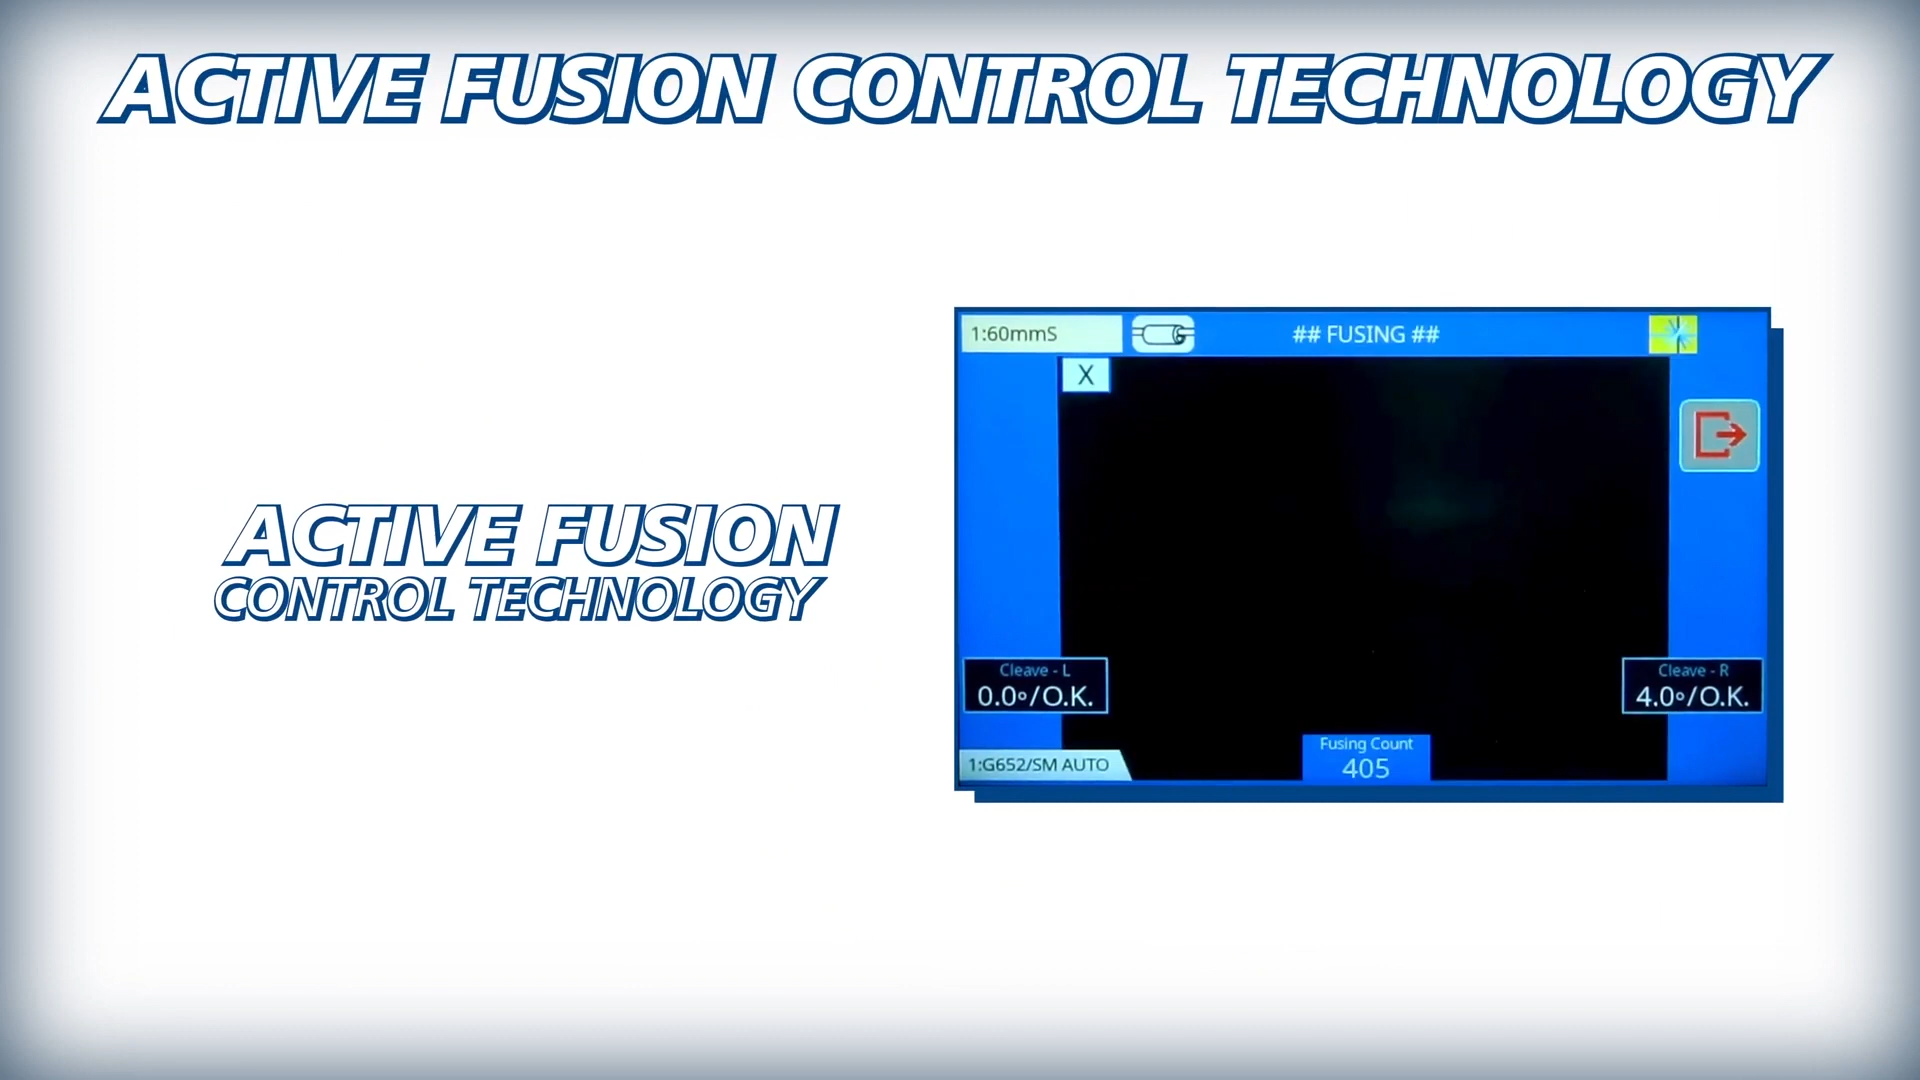 ACTIVE FUSION CONTROL TECHNOLOGY
ACTIVE FUSION
CONTROL TECHNOLOGY
1:60mmS
## FUSING ##
X
Cleave - L
0.0°/O.K.
Cleave - R
4.0°/O.K.
1:G652/SM AUTO
Fusing Count
405